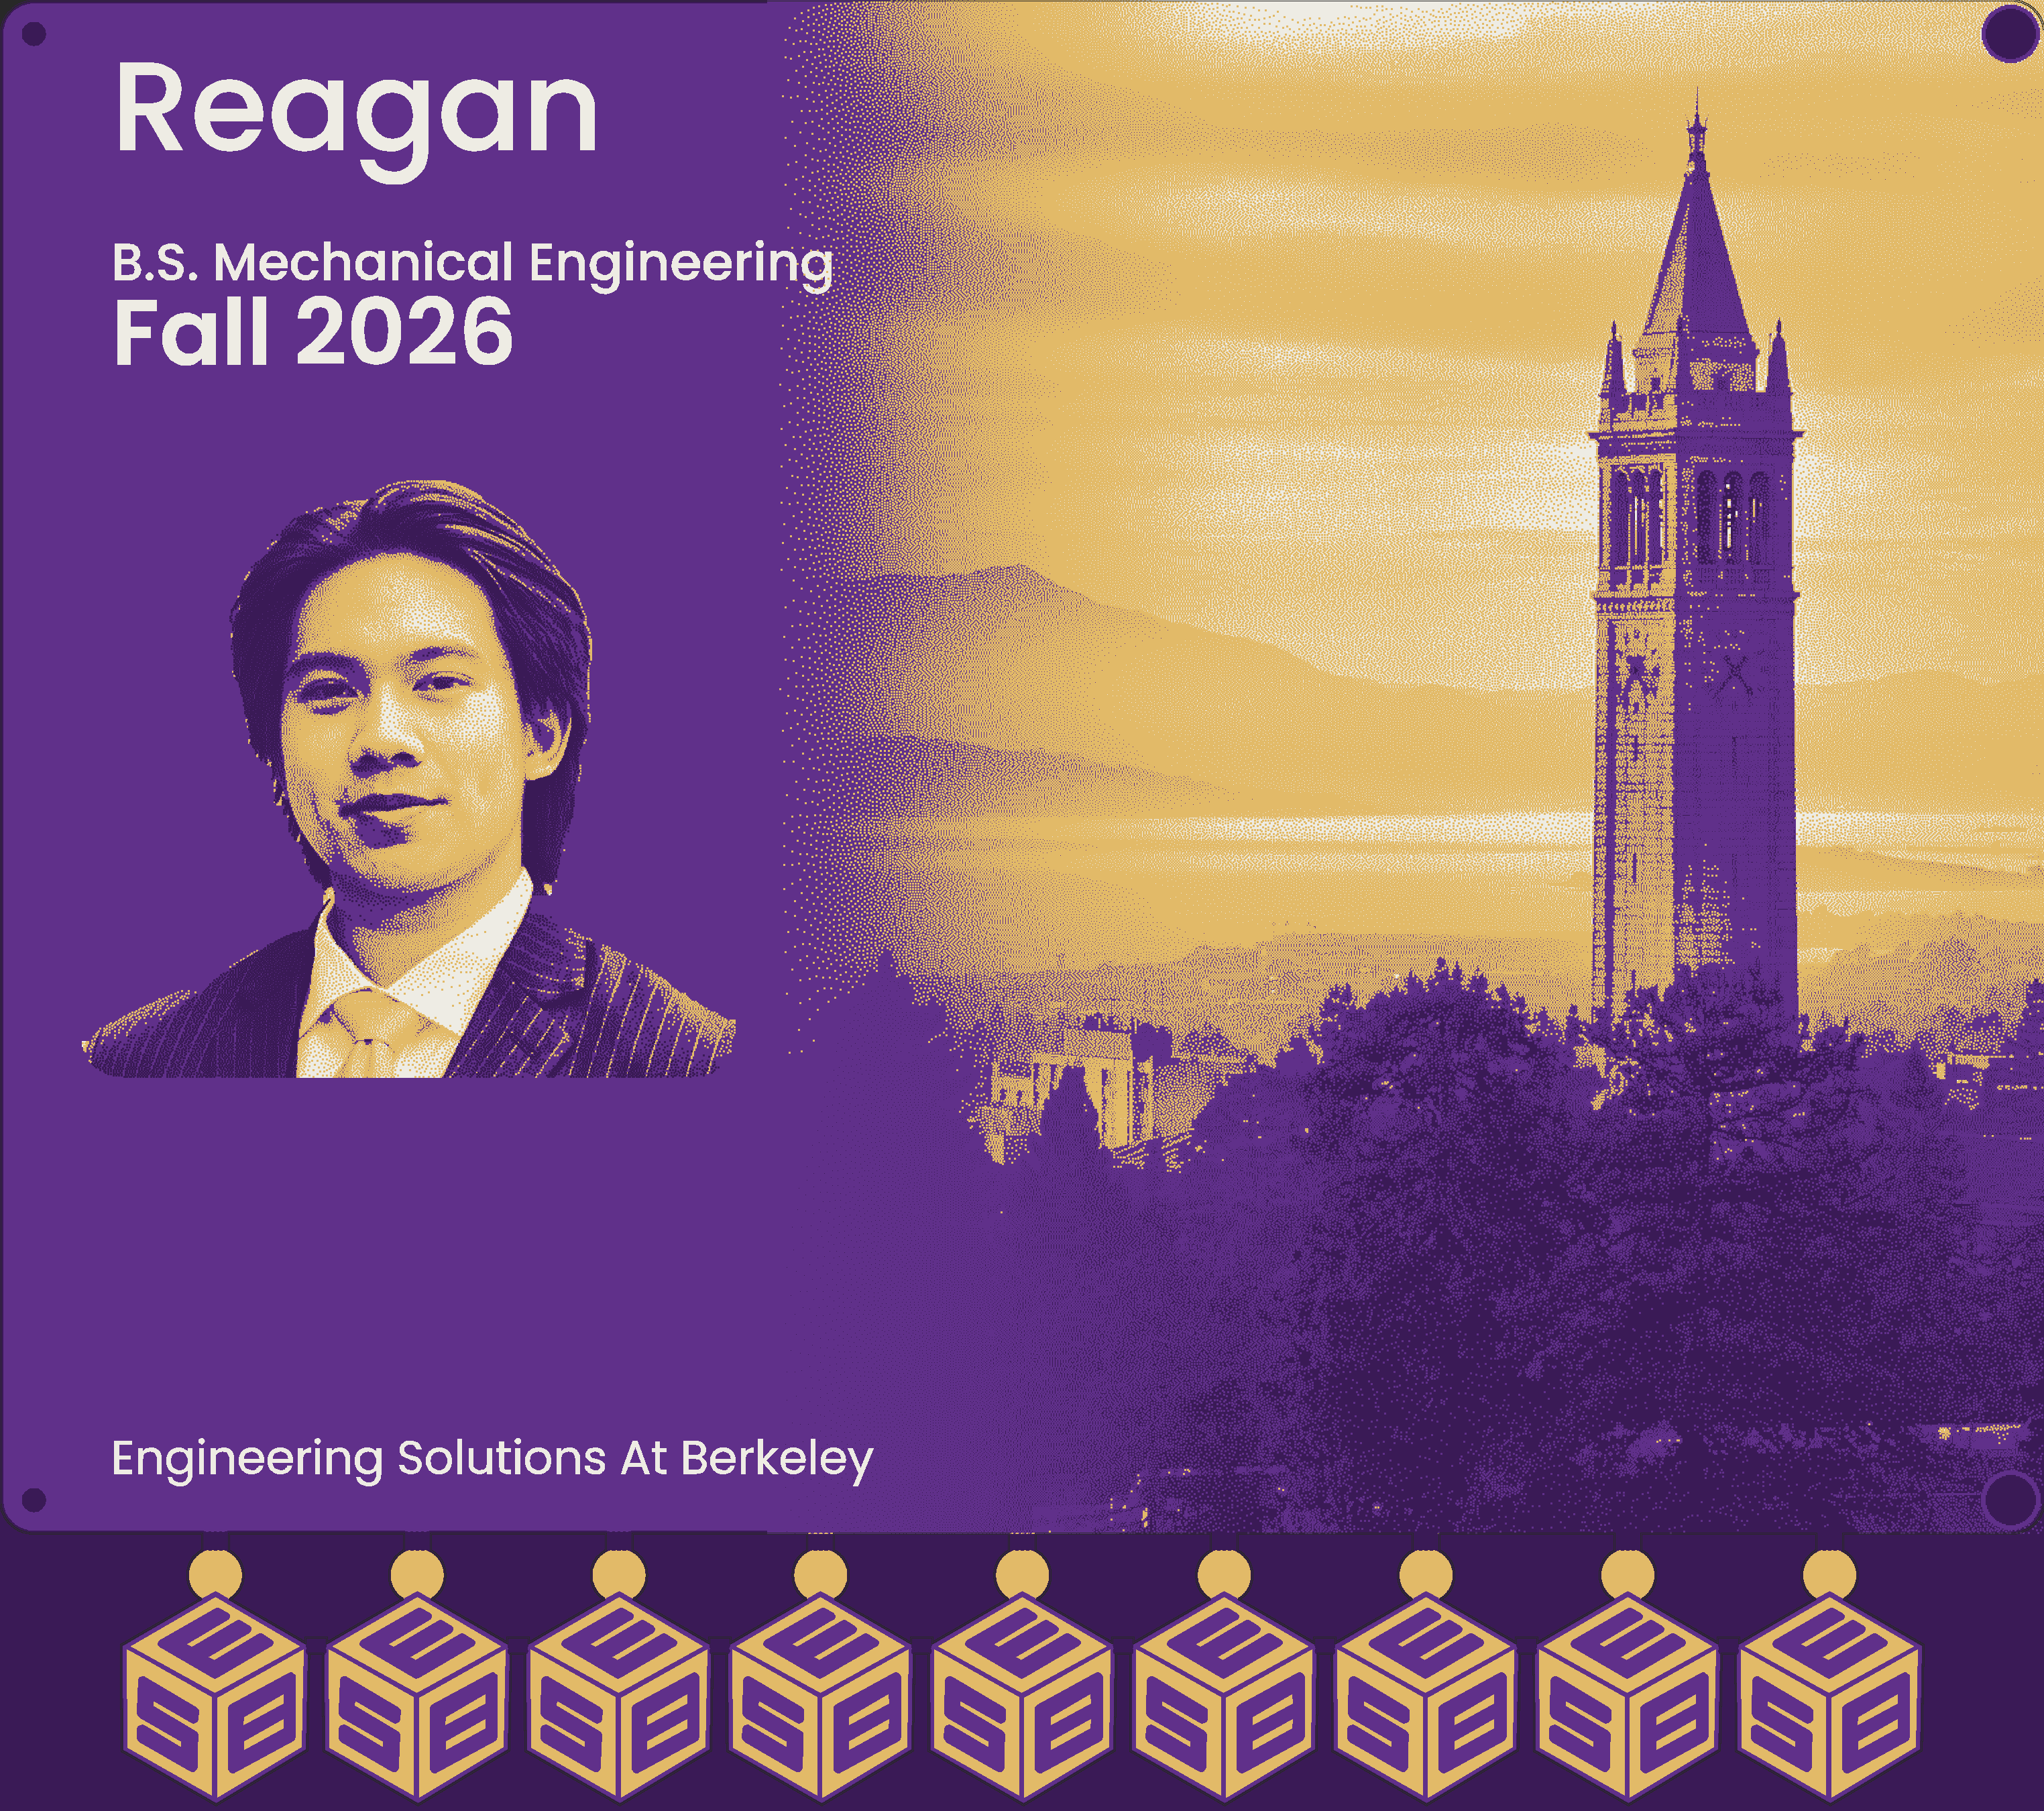 Reagan
B.S. Mechanical Engineering
Fall 2026
Engineering Solutions At Berkeley
E E E E E E E E E
S B S B S B S B S B S B S B S B S B